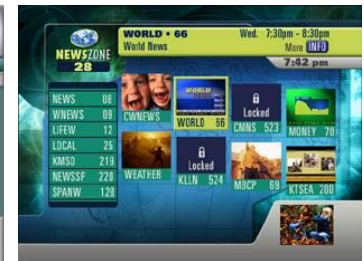 NEWSZONE
28
WORLD • 66
World News
Wed. 7:30pm - 8:30pm
More INFO
7:42 pm
NEWS 08
WNEWS 09
LIFEW 12
LOCAL 25
KMSO 219
NEWSSF 220
SPANW 128
CWNEWS
WORLD
WORLD 66
Locked
CMNS 523
MONEY 70
WEATHER
Locked
KLLN 524
MBCP 69
KTSEA 200